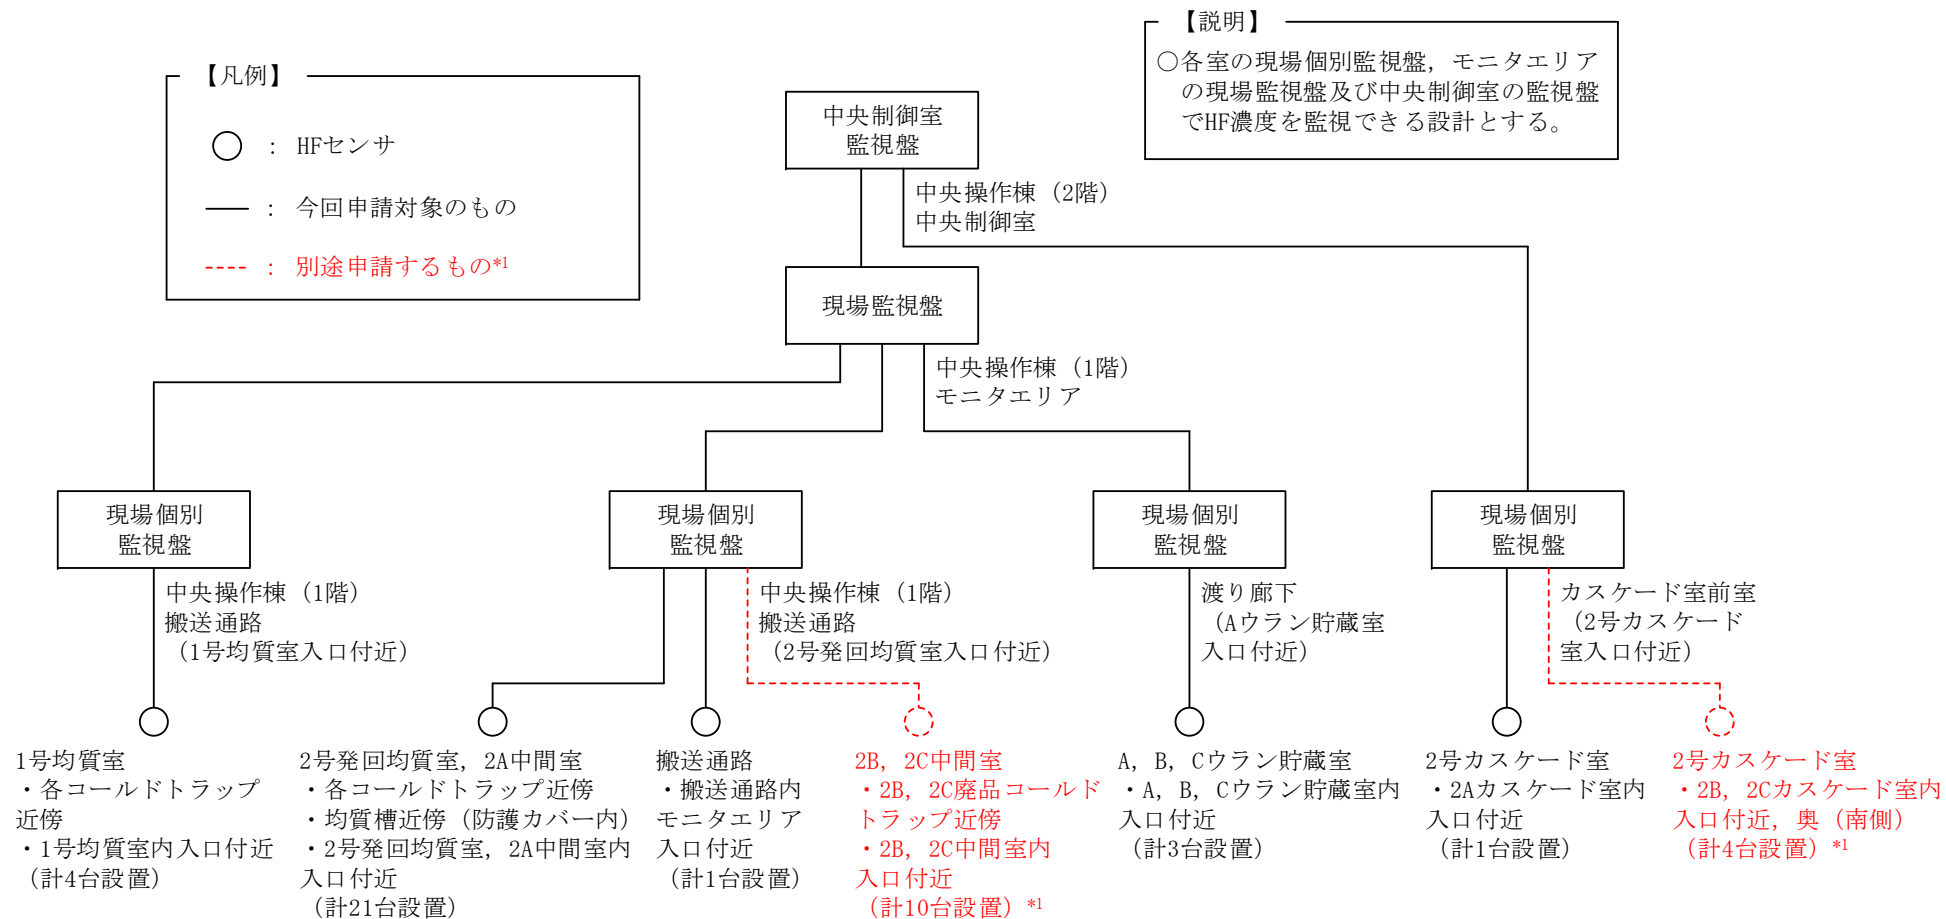 【凡例】
: HFセンサ
: 今回申請対象のもの
: 別途申請するもの*1
【説明】
○各室の現場個別監視盤，モニタエリア
の現場監視盤及び中央制御室の監視盤
でHF濃度を監視できる設計とする。
中央制御室
監視盤
中央操作棟（2階）
中央制御室
現場監視盤
中央操作棟（1階）
モニタエリア
現場個別
監視盤
中央操作棟（1階）
搬送通路
（1号均質室入口付近）
現場個別
監視盤
中央操作棟（1階）
搬送通路
（2号発回均質室入口付近）
現場個別
監視盤
渡り廊下
（Aウラン貯蔵室
入口付近）
現場個別
監視盤
カスケード室前室
（2号カスケード
室入口付近）
1号均質室
・各コールドトラップ
近傍
・1号均質室内入口付近
（計4台設置）
2号発回均質室，2A中間室
・各コールドトラップ近傍
・均質槽近傍（防護カバー内）
・2号発回均質室，2A中間室内
入口付近
（計21台設置）
搬送通路
・搬送通路内
モニタエリア
入口付近
（計1台設置）
2B，2C中間室
・2B，2C廃品コールド
トラップ近傍
・2B，2C中間室内
入口付近
（計10台設置）*1
A，B，Cウラン貯蔵室
・A，B，Cウラン貯蔵室内
入口付近
（計3台設置）
2号カスケード室
・2Aカスケード室内
入口付近
（計1台設置）
2号カスケード室
・2B，2Cカスケード室内
入口付近，奥（南側）
（計4台設置）*1